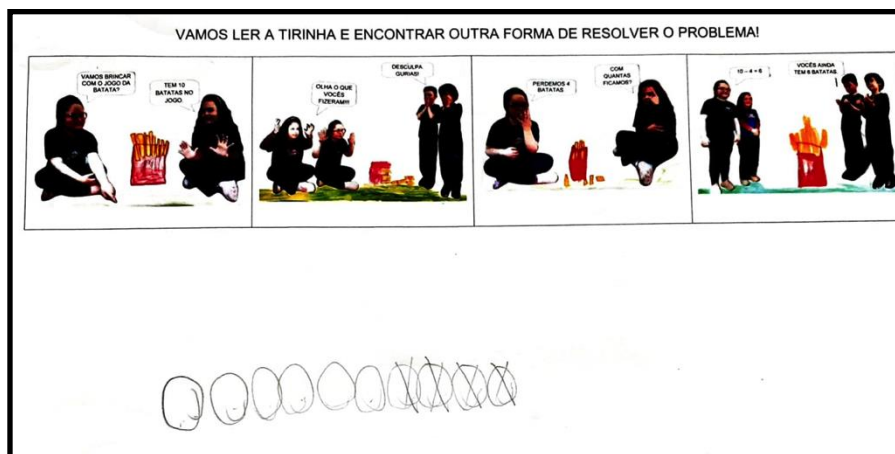 VAMOS LER A TIRINHA E ENCONTRAR OUTRA FORMA DE RESOLVER O PROBLEMA!
VAMOS BRINCAR
COM O JOGO DA
BATATA?
TEM 10
BATATAS NO
JOGO.
OLHA O QUE
VOCÊS
FIZERAM!!!
DESCULPA
GURIAS!
PERDEMOS 4
BATATAS
COM
QUANTAS
FICAMOS?
10 – 4 = 6
VOCÊS AINDA
TEM 6 BATATAS.